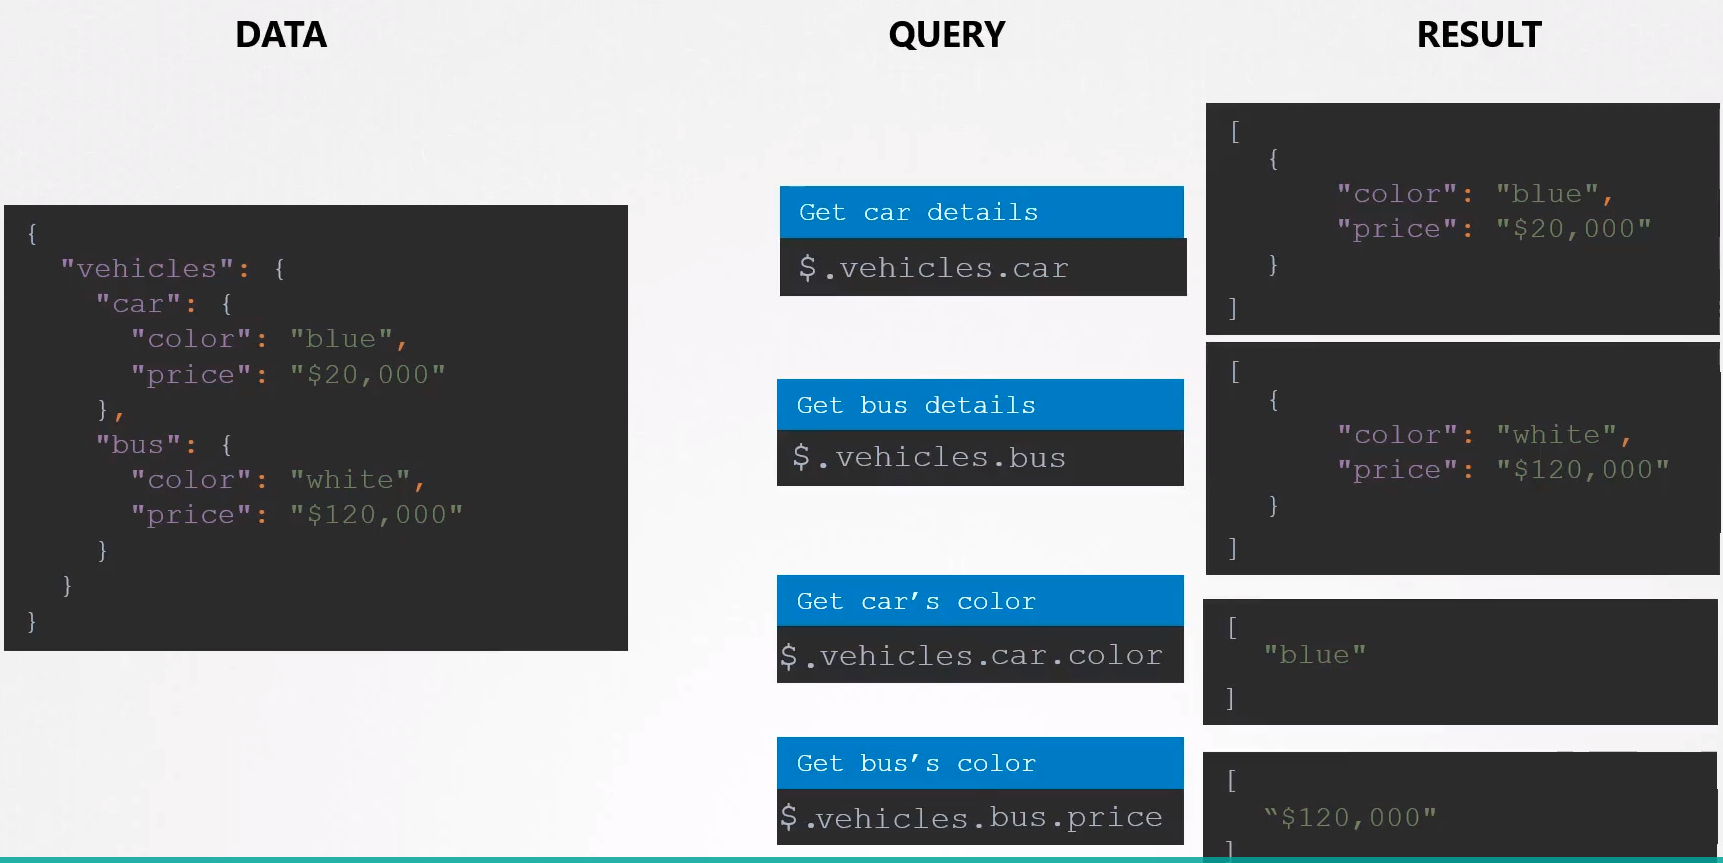 DATA
QUERY
RESULT
{
"vehicles": {
"car": {
"color": "blue",
"price": "$20,000"
},
"bus": {
"color": "white",
"price": "$120,000"
}
}
}
Get car details
$.vehicles.car
Get bus details
$.vehicles.bus
Get car’s color
$.vehicles.car.color
Get bus’s color
$.vehicles.bus.price
[
{
"color": "blue",
"price": "$20,000"
}
]
[
{
"color": "white",
"price": "$120,000"
}
]
[
"blue"
]
[
“$120,000"
]